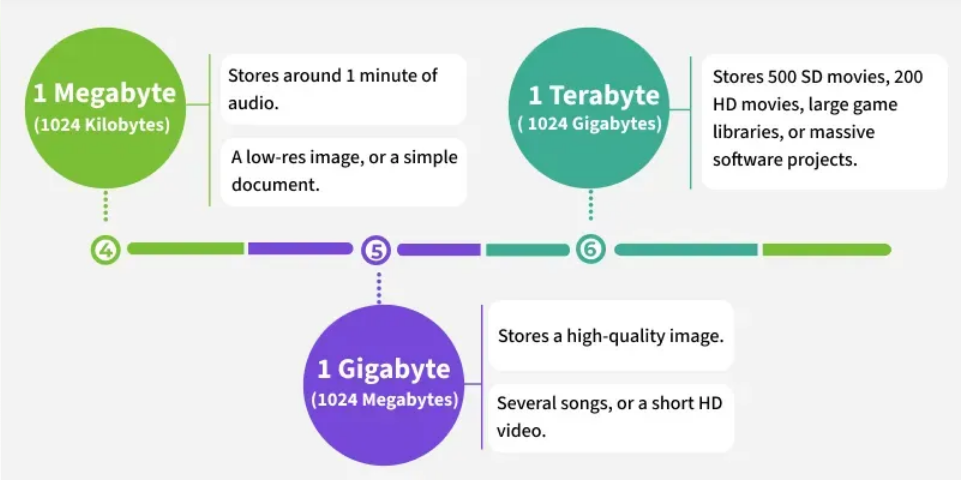 1 Megabyte
(1024 Kilobytes)
Stores around 1 minute of
audio.
A low-res image, or a simple
document.
1 Terabyte
( 1024 Gigabytes)
Stores 500 SD movies, 200
HD movies, large game
libraries, or massive
software projects.
4
5
6
1 Gigabyte
(1024 Megabytes)
Stores a high-quality image.
Several songs, or a short HD
video.